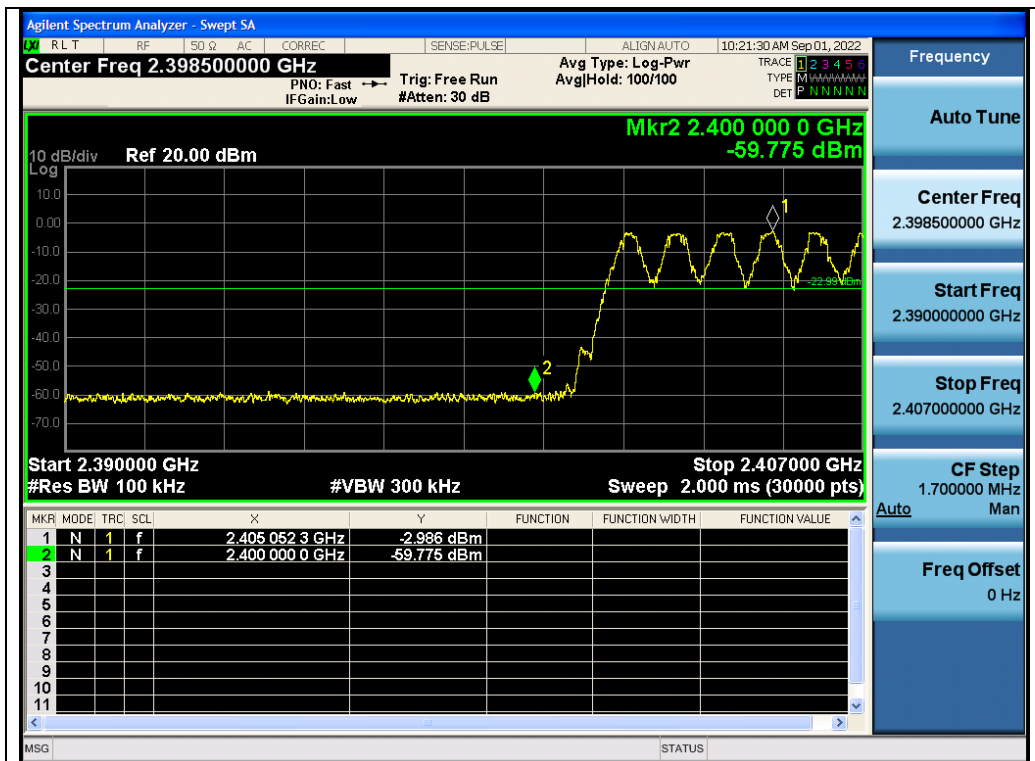 Agilent Spectrum Analyzer - Swept SA
LXI R L T RF 50 Ω AC CORREC SENSE:PULSE ALIGN AUTO 10:21:30 AM Sep 01, 2022
Center Freq 2.398500000 GHz
PNO: Fast
IFGain:Low
Trig: Free Run
#Atten: 30 dB
Avg Type: Log-Pwr
Avg|Hold: 100/100
TRACE 1 2 3 4 5 6
TYPE M
DET P N N N N N
Mkr2 2.400 000 0 GHz
-59.775 dBm
10 dB/div Ref 20.00 dBm
Log
10.0
0.00
-10.0
-20.0
-30.0
-40.0
-50.0
-60.0
-70.0
1
-22.99 dBm
2
Start 2.390000 GHz Stop 2.407000 GHz
#Res BW 100 kHz #VBW 300 kHz Sweep 2.000 ms (30000 pts)
MKR MODE TRC SCL X Y FUNCTION FUNCTION WIDTH FUNCTION VALUE
1 N 1 f 2.405 052 3 GHz -2.986 dBm
2 N 1 f 2.400 000 0 GHz -59.775 dBm
3
4
5
6
7
8
9
10
11
MSG STATUS
Frequency
Auto Tune
Center Freq
2.398500000 GHz
Start Freq
2.390000000 GHz
Stop Freq
2.407000000 GHz
CF Step
1.700000 MHz
Auto Man
Freq Offset
0 Hz